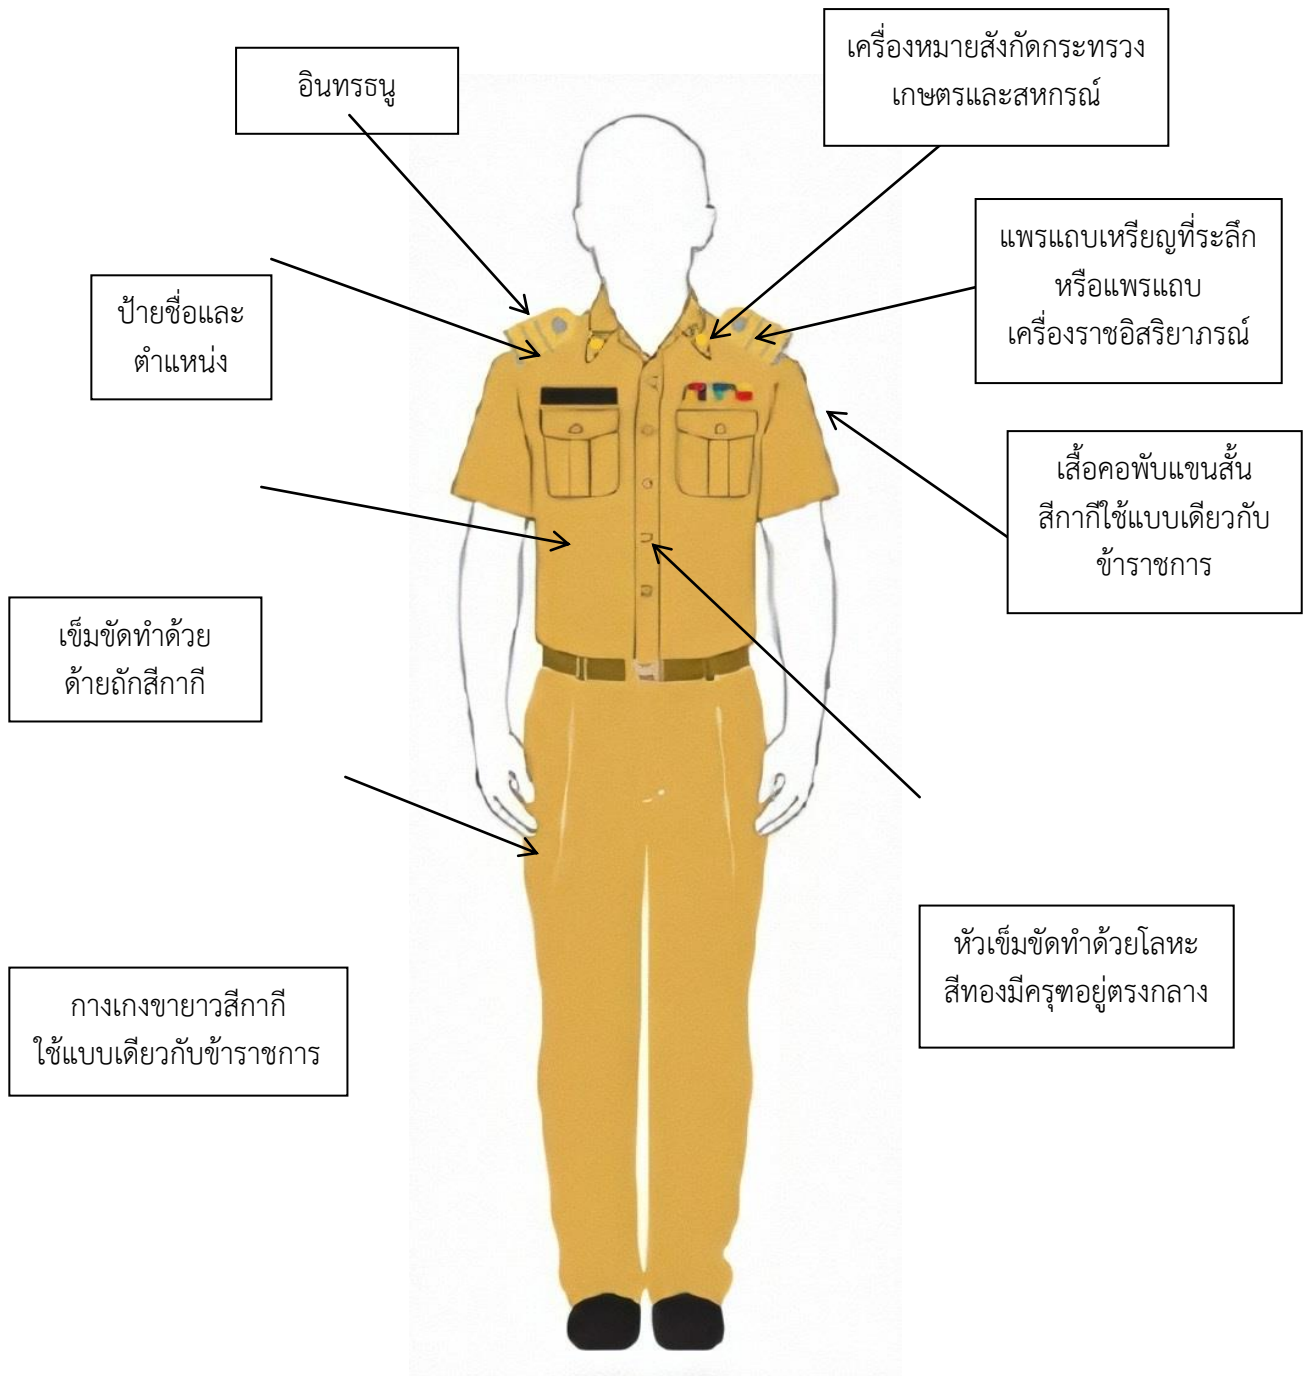 อินทรธนู
เครื่องหมายสังกัดกระทรวง
เกษตรและสหกรณ์
แพรแถบเหรียญที่ระลึก
หรือแพรแถบ
เครื่องราชอิสริยาภรณ์
ป้ายชื่อและ
ตำแหน่ง
เสื้อคอพับแขนสั้น
สีกากีใช้แบบเดียวกับ
ข้าราชการ
เข็มขัดทำด้วย
ด้ายถักสีกากี
หัวเข็มขัดทำด้วยโลหะ
สีทองมีครุฑอยู่ตรงกลาง
กางเกงขายาวสีกากี
ใช้แบบเดียวกับข้าราชการ